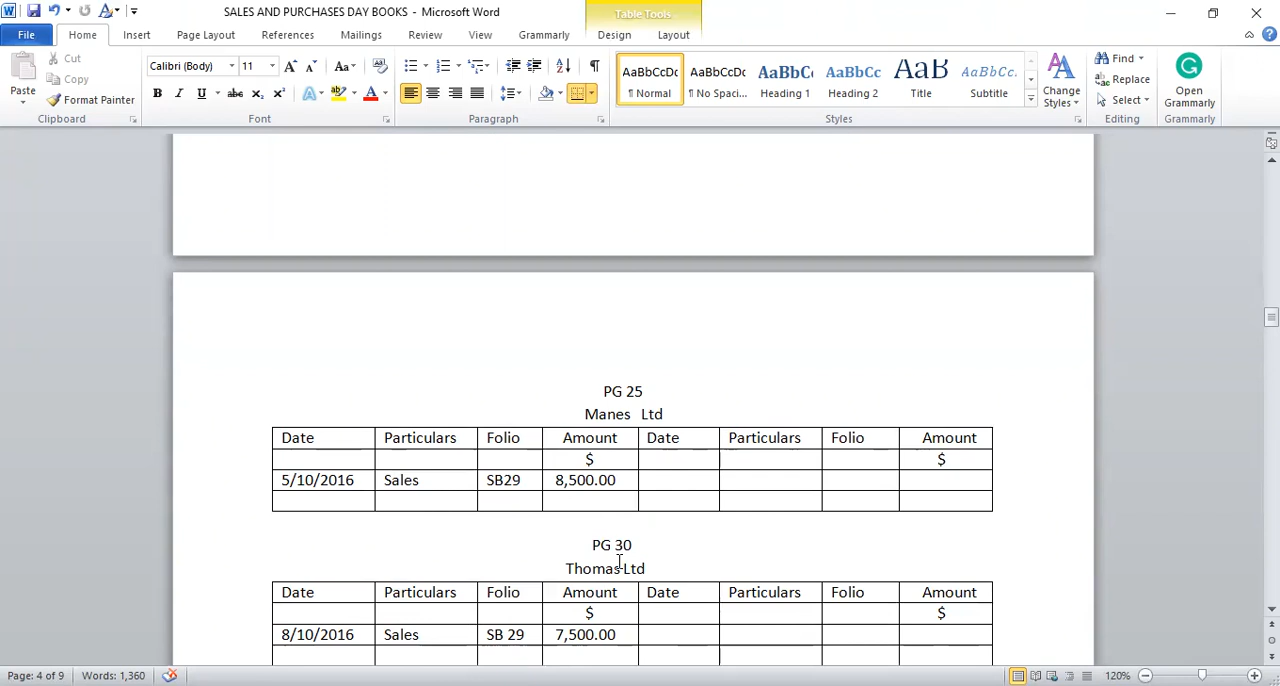 SALES AND PURCHASES DAY BOOKS - Microsoft Word
Table Tools
File Home Insert Page Layout References Mailings Review View Grammarly Design Layout
Paste
Cut
Copy
Format Painter
Clipboard
Calibri (Body) 11
Font
Paragraph
AaBbCcDc AaBbCcDc AaBbC AaBbCc AaB AaBbCc.
¶ Normal ¶ No Spaci... Heading 1 Heading 2 Title Subtitle
Change
Styles
Styles
Find
Replace
Select
Editing
Open
Grammarly
Grammarly
PG 25
Manes Ltd
Date Particulars Folio Amount Date Particulars Folio Amount
$ $
5/10/2016 Sales SB29 8,500.00
PG 30
Thomas Ltd
Date Particulars Folio Amount Date Particulars Folio Amount
$ $
8/10/2016 Sales SB 29 7,500.00
Page: 4 of 9 Words: 1,360 120%